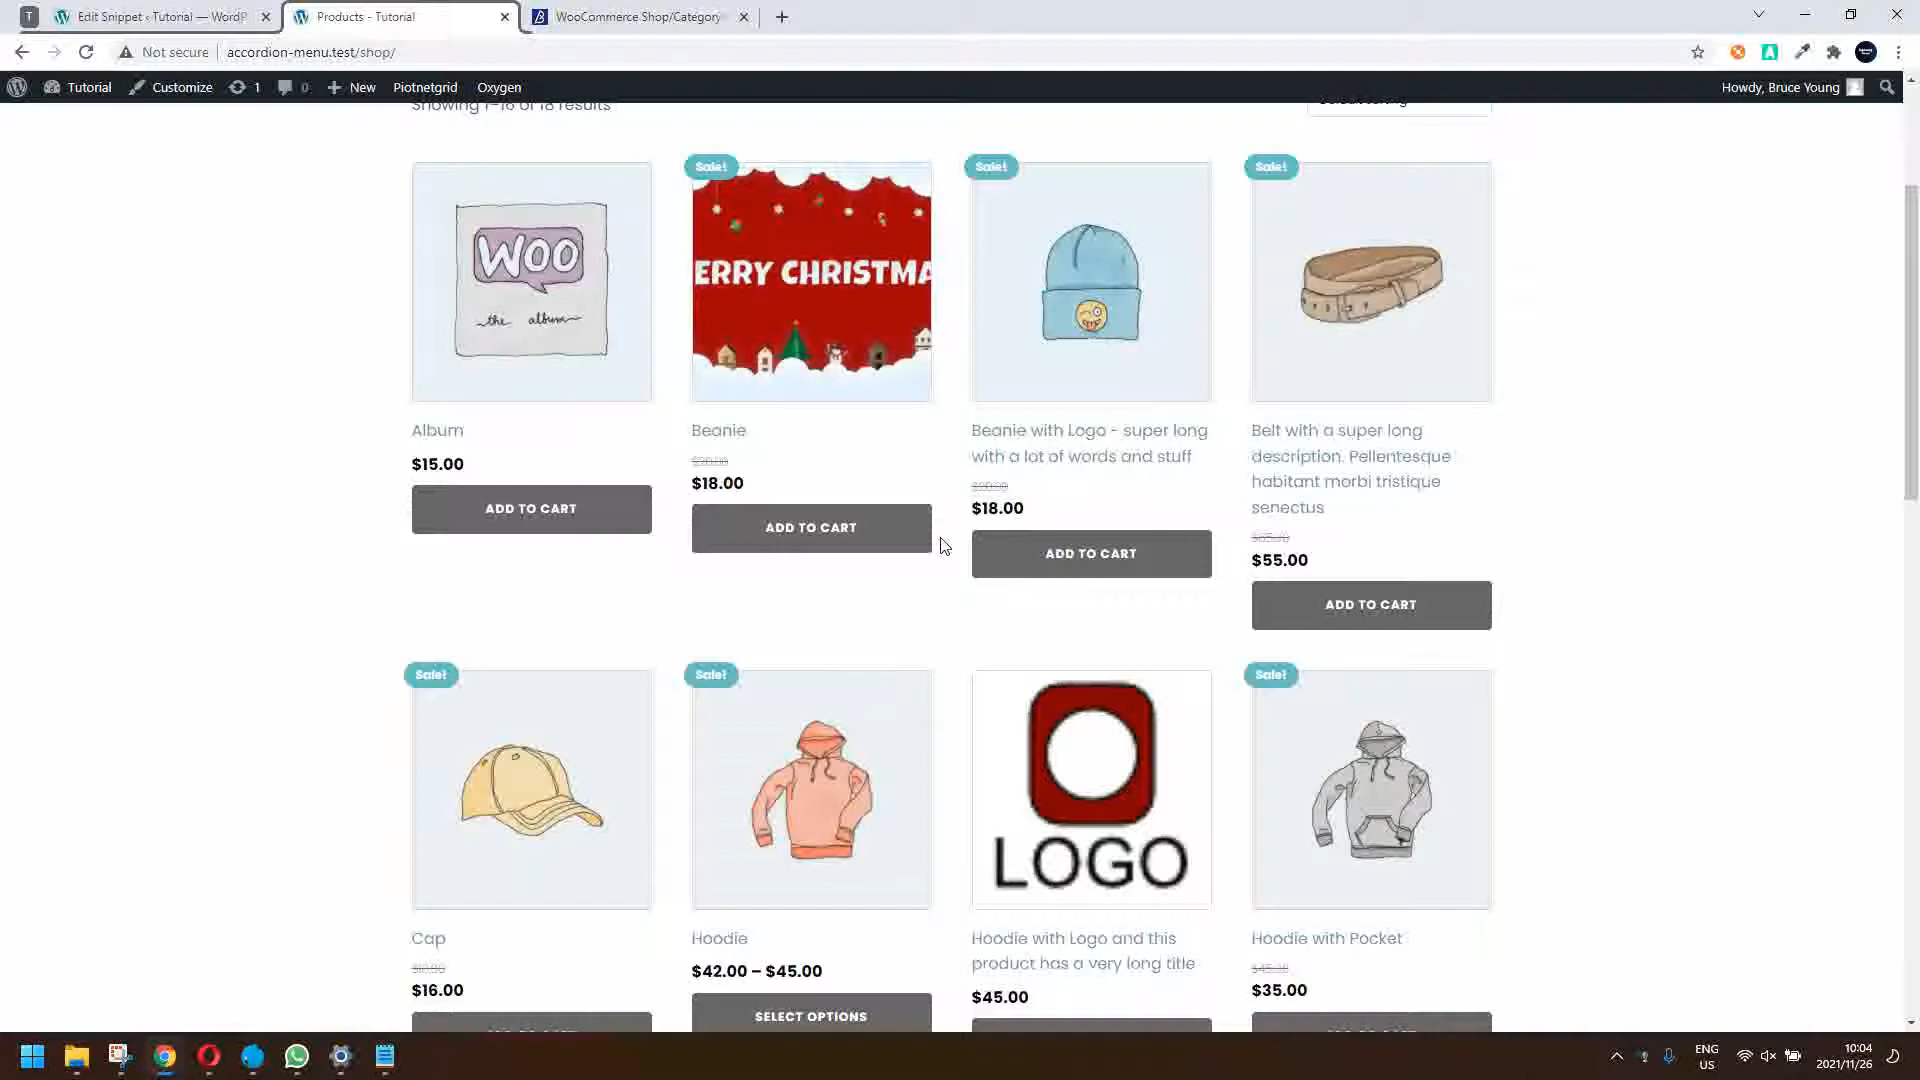 Edit Snippet ‹ Tutorial — WordP
Products - Tutorial
WooCommerce Shop/Category
T
Not secure
accordion-menu.test/shop/
Tutorial
Customize
1
0
New
Piotnetgrid
Oxygen
Howdy, Bruce Young
Showing 1–16 of 18 results
Sale!
Sale!
Sale!
WOO
the album
ERRY CHRISTMA
Album
Beanie
Beanie with Logo - super long
with a lot of words and stuff
Belt with a super long
description. Pellentesque
habitant morbi tristique
senectus
$15.00
$20.00
$18.00
$20.00
$18.00
$65.00
$55.00
ADD TO CART
ADD TO CART
ADD TO CART
ADD TO CART
Sale!
Sale!
Sale!
LOGO
Cap
Hoodie
Hoodie with Logo and this
product has a very long title
Hoodie with Pocket
$16.00
$42.00 – $45.00
$45.00
$45.00
$35.00
SELECT OPTIONS
ENG
US
10:04
2021/11/26